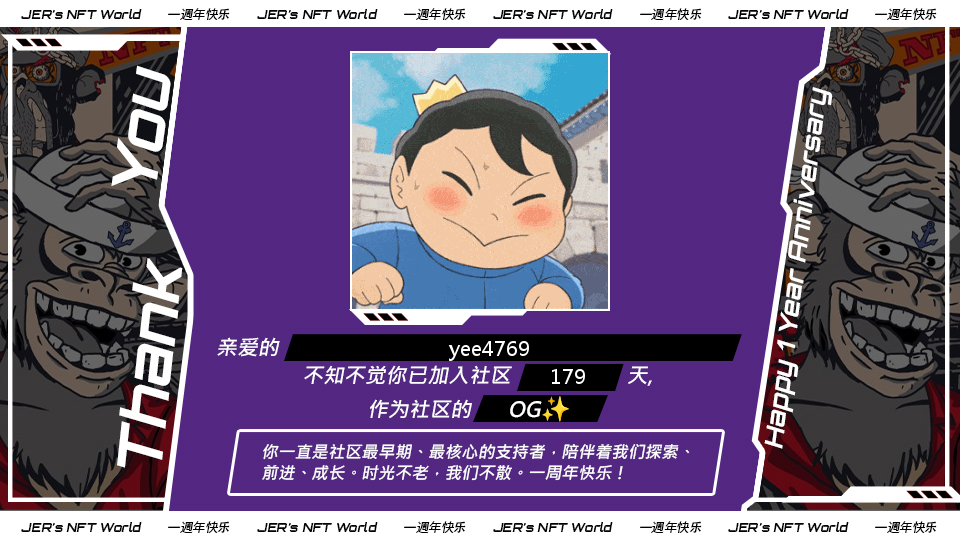 JER's NFT World 一週年快乐 JER's NFT World 一週年快乐 JER's NFT World 一週年快乐 JER's NFT World 一週年快乐
Thank You
亲爱的 yee4769
不知不觉你已加入社区 179 天,
作为社区的 OG✨
你一直是社区最早期、最核心的支持者，陪伴着我们探索、
前进、成长。时光不老，我们不散。一周年快乐！
Happy 1 Year Anniversary
JER's NFT World 一週年快乐 JER's NFT World 一週年快乐 JER's NFT World 一週年快乐 JER's NFT World 一週年快乐